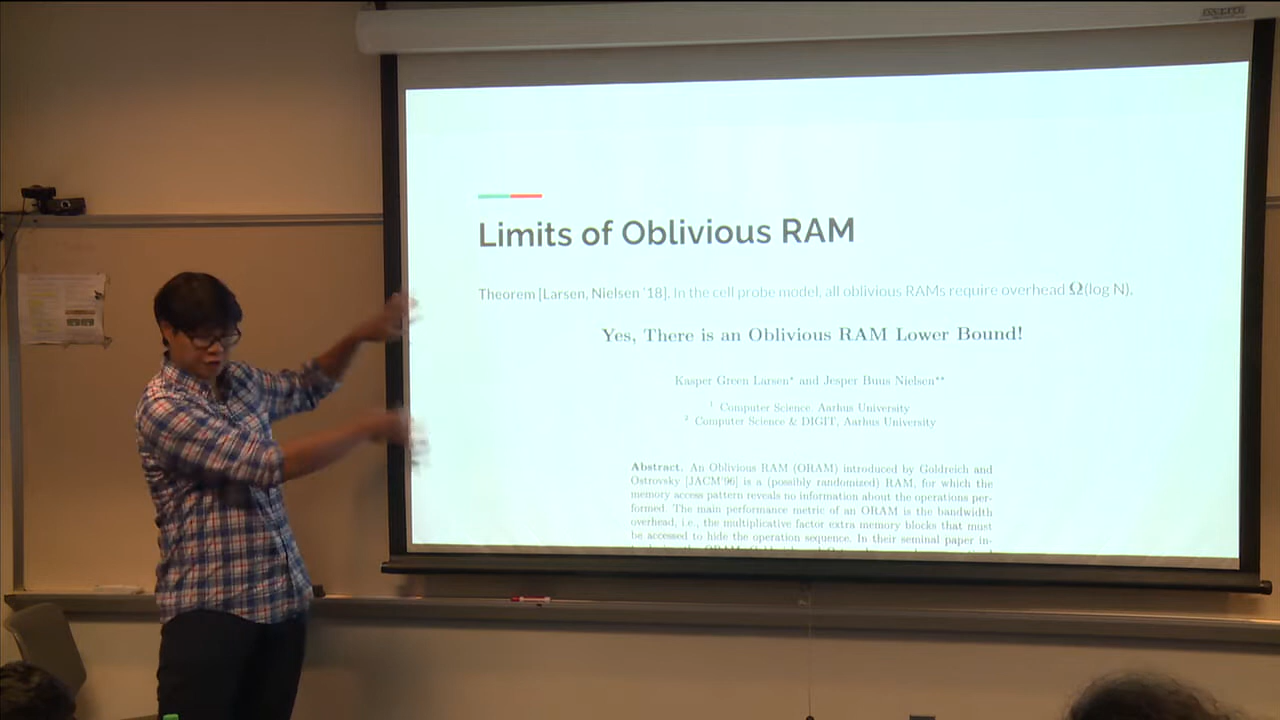 Limits of Oblivious RAM
Theorem [Larsen, Nielsen `18]. In the cell probe model, all oblivious RAMs require overhead Ω(log N).
Yes, There is an Oblivious RAM Lower Bound!
Kasper Green Larsen* and Jesper Buus Nielsen**
1 Computer Science, Aarhus University
2 Computer Science & DIGIT, Aarhus University
Abstract. An Oblivious RAM (ORAM) introduced by Goldreich and
Ostrovsky [JACM'96] is a (possibly randomized) RAM, for which the
memory access pattern reveals no information about the operations per-
formed. The main performance metric of an ORAM is the bandwidth
overhead, i.e., the multiplicative factor extra memory blocks that must
be accessed to hide the operation sequence. In their seminal paper in-